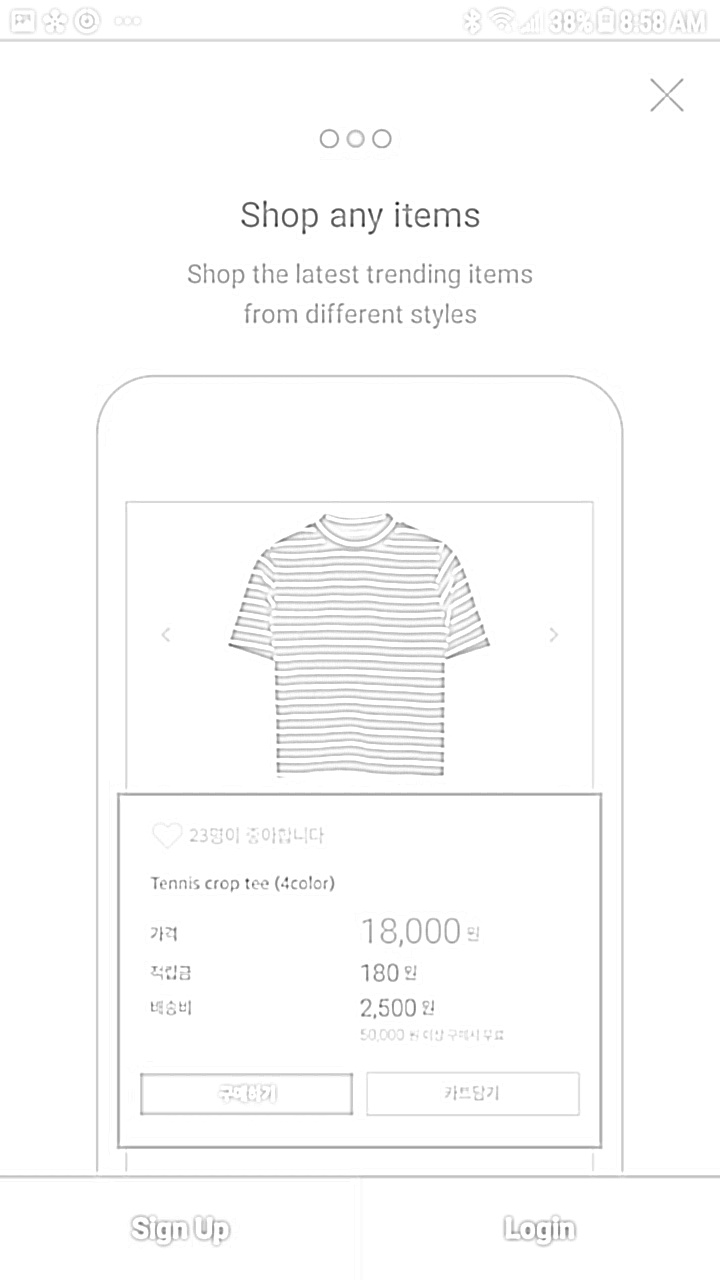 38% 8:58 AM
Shop any items
Shop the latest trending items
from different styles
23명이 좋아합니다
Tennis crop tee (4color)
가격 18,000 원
적립금 180 원
배송비 2,500 원
50,000 원 이상 구매시 무료
구매하기 카트담기
Sign Up Login